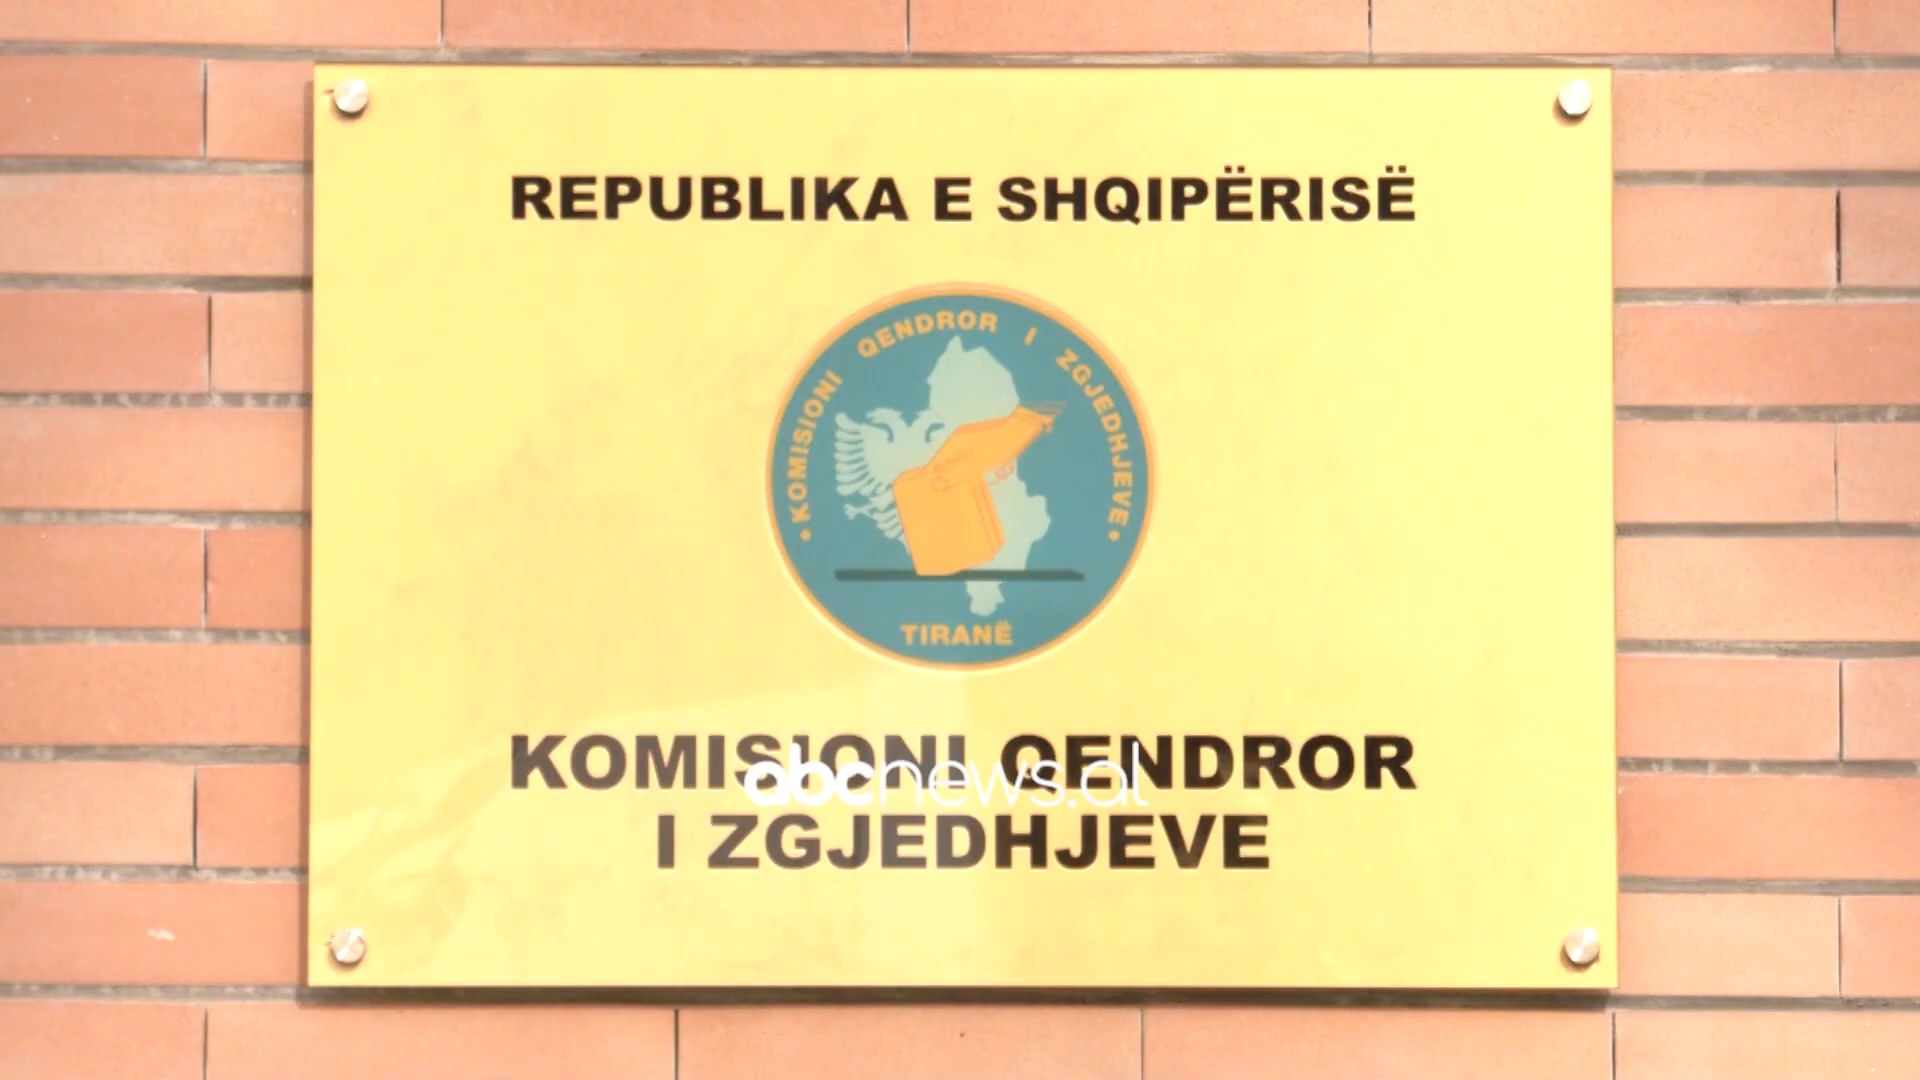 REPUBLIKA E SHQIPËRISË
• KOMISIONI QENDROR I ZGJEDHJEVE •
TIRANË
KOMISIONI QENDROR
abcnews.al
I ZGJEDHJEVE